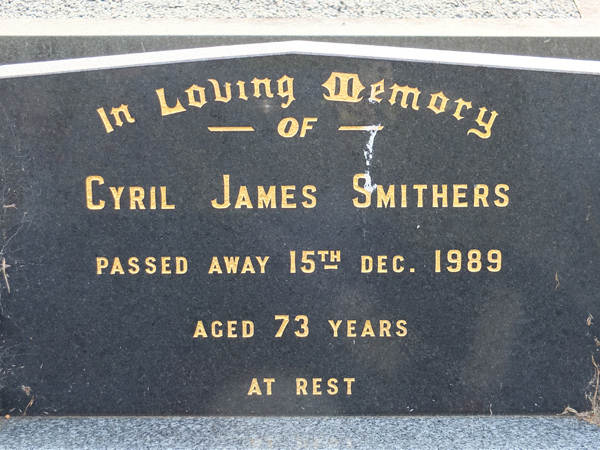 In Loving Memory
— OF —
CYRIL JAMES SMITHERS
PASSED AWAY 15TH DEC. 1989
AGED 73 YEARS
AT REST